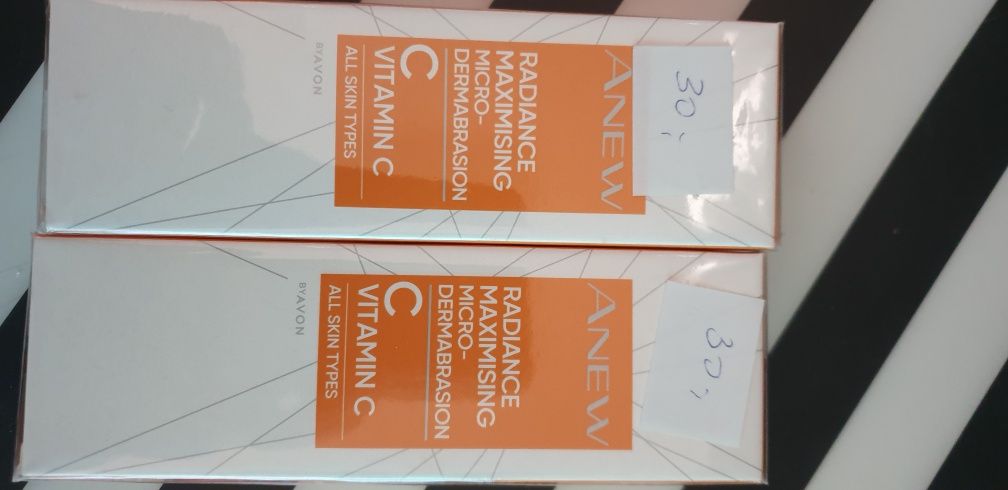 30,-
ANEW
RADIANCE
MAXIMISING
MICRO-
DERMABRASION
C
VITAMIN C
ALL SKIN TYPES
BY AVON
30,-
ANEW
RADIANCE
MAXIMISING
MICRO-
DERMABRASION
C
VITAMIN C
ALL SKIN TYPES
BY AVON